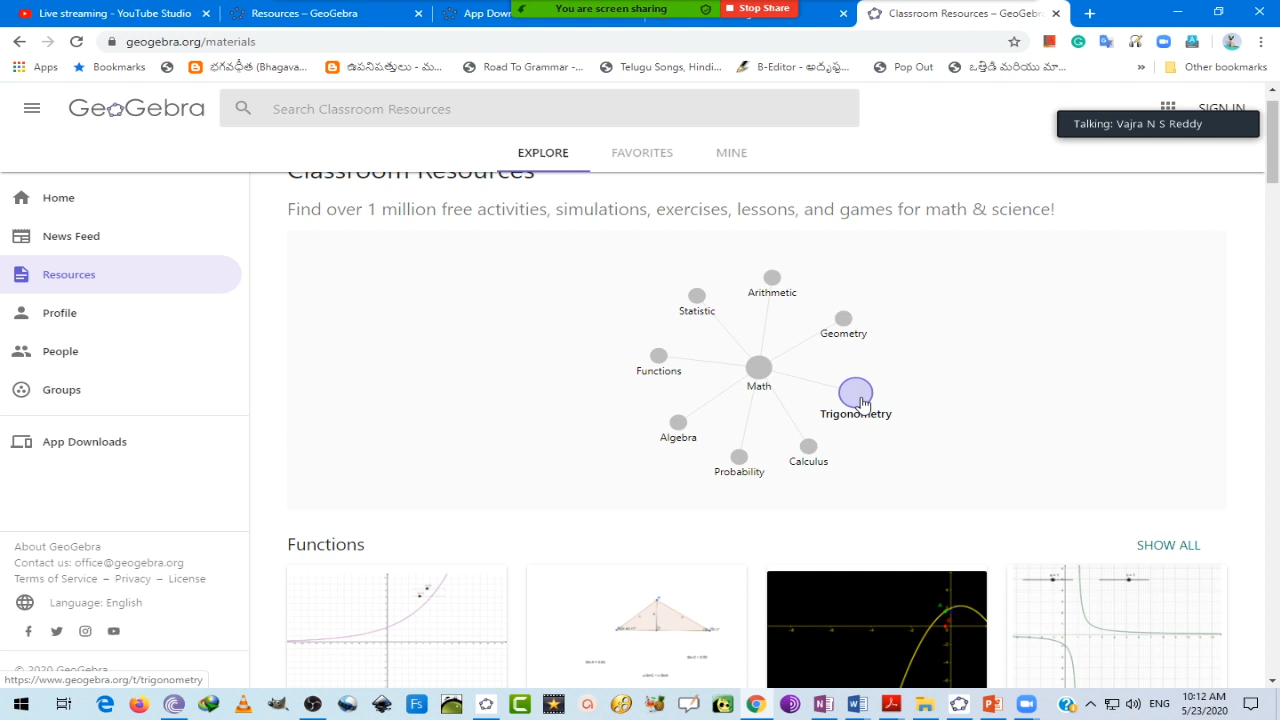 Live streaming - YouTube Studio
Resources – GeoGebra
App Down
You are screen sharing
Stop Share
Classroom Resources – GeoGebr
geogebra.org/materials
Apps
Bookmarks
భగవద్గీత (Bhagava...
ఉపనిషత్తులు - మ...
Road To Grammar -...
Telugu Songs, Hindi...
B-Editor - అదృష్ట...
Pop Out
»
Other bookmarks
GeoGebra
Search Classroom Resources
SIGN IN
Talking: Vajra N S Reddy
EXPLORE
FAVORITES
MINE
Classroom Resources
Find over 1 million free activities, simulations, exercises, lessons, and games for math & science!
Home
News Feed
Resources
Profile
People
Groups
App Downloads
Arithmetic
Statistic
Geometry
Functions
Math
Trigonometry
Algebra
Calculus
Probability
Functions
SHOW ALL
About GeoGebra
Contact us: office@geogebra.org
Terms of Service – Privacy – License
Language: English
© 2020 GeoGebra
https://www.geogebra.org/t/trigonometry
ENG
10:12 AM
5/23/2020